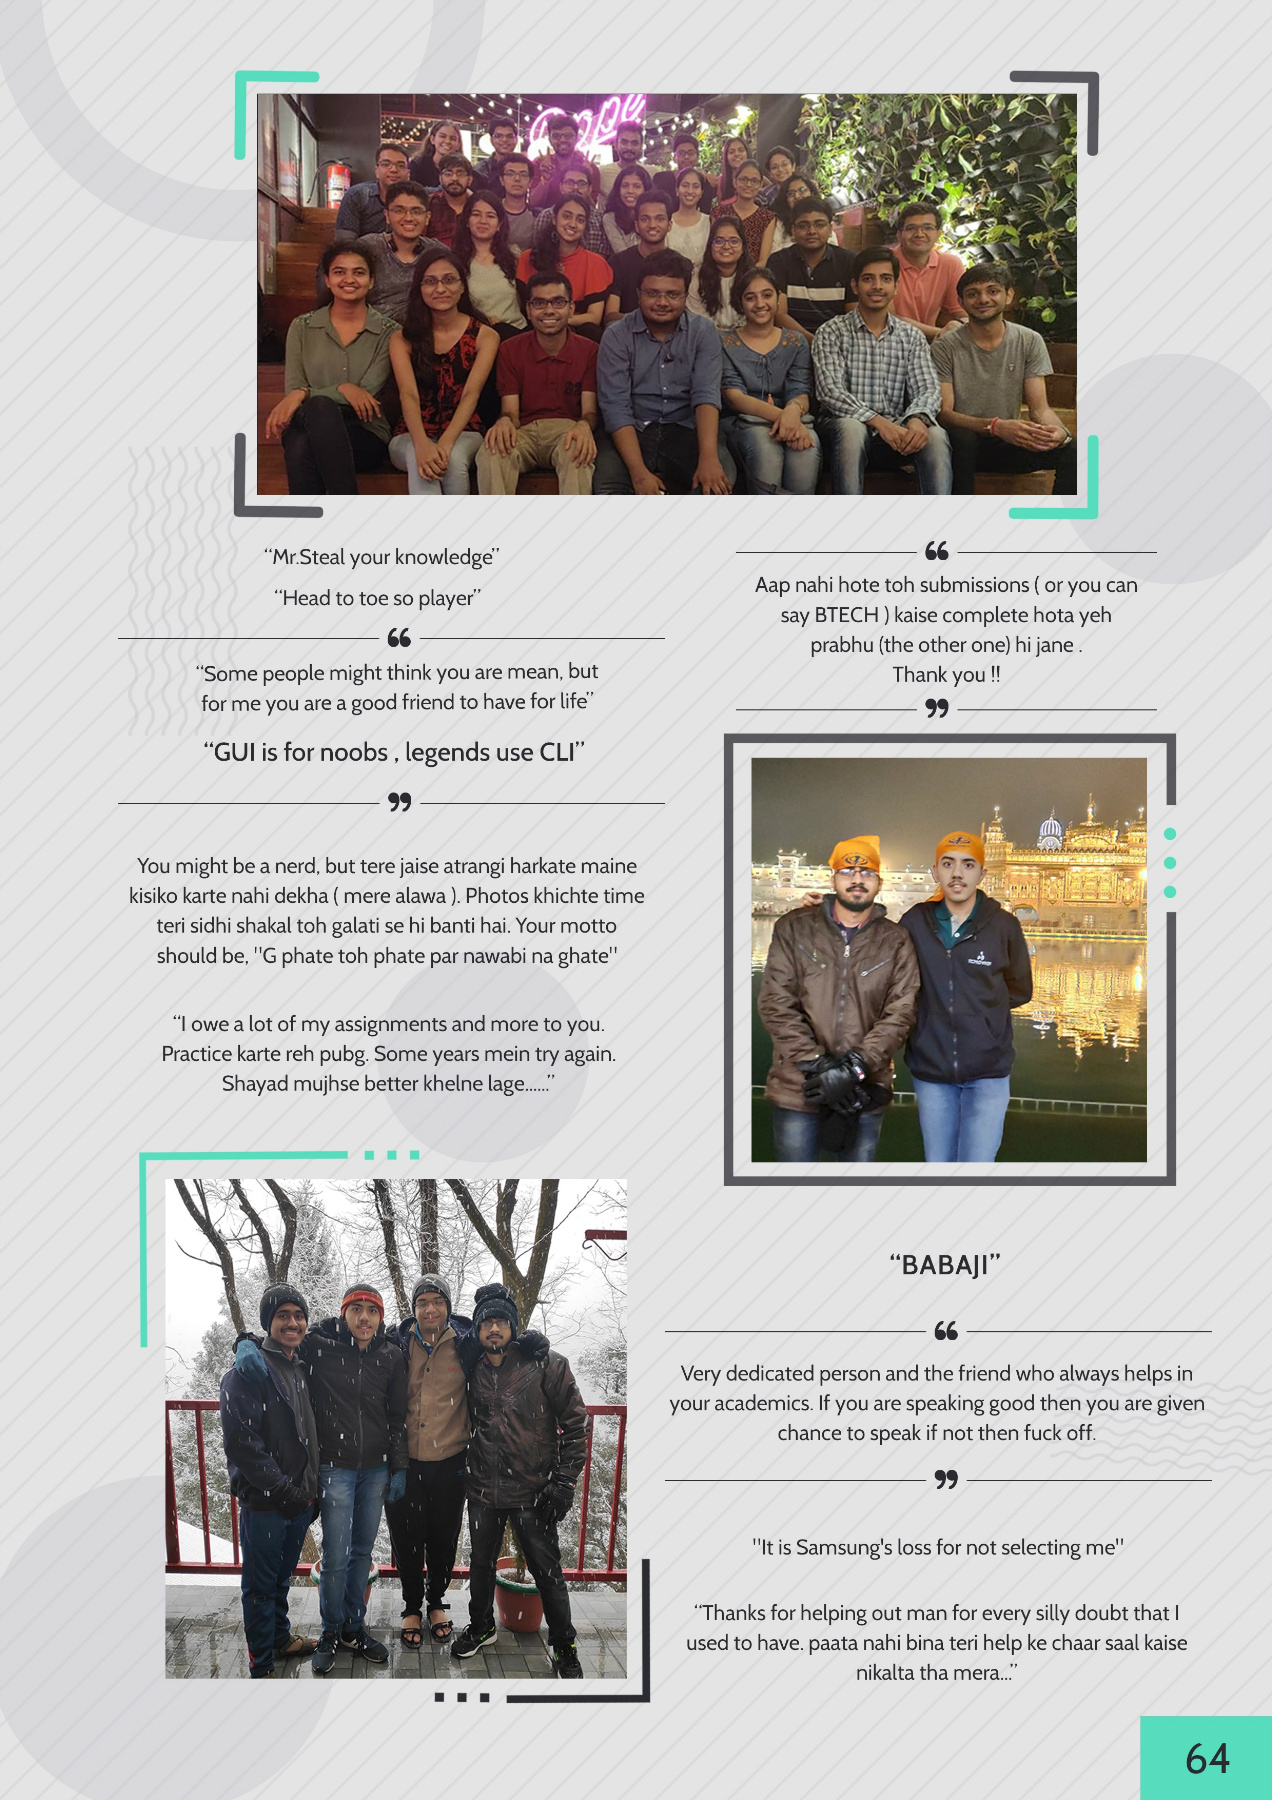 “Mr.Steal your knowledge”
“Head to toe so player”
“Some people might think you are mean, but
for me you are a good friend to have for life”
“GUI is for noobs , legends use CLI”
You might be a nerd, but tere jaise atrangi harkate maine
kisiko karte nahi dekha ( mere alawa ). Photos khichte time
teri sidhi shakal toh galati se hi banti hai. Your motto
should be, "G phate toh phate par nawabi na ghate"
“I owe a lot of my assignments and more to you.
Practice karte reh pubg. Some years mein try again.
Shayad mujhse better khelne lage......”
Aap nahi hote toh submissions ( or you can
say BTECH ) kaise complete hota yeh
prabhu (the other one) hi jane .
Thank you !!
“BABAJI”
Very dedicated person and the friend who always helps in
your academics. If you are speaking good then you are given
chance to speak if not then fuck off.
"It is Samsung's loss for not selecting me"
“Thanks for helping out man for every silly doubt that I
used to have. paata nahi bina teri help ke chaar saal kaise
nikalta tha mera...”
64